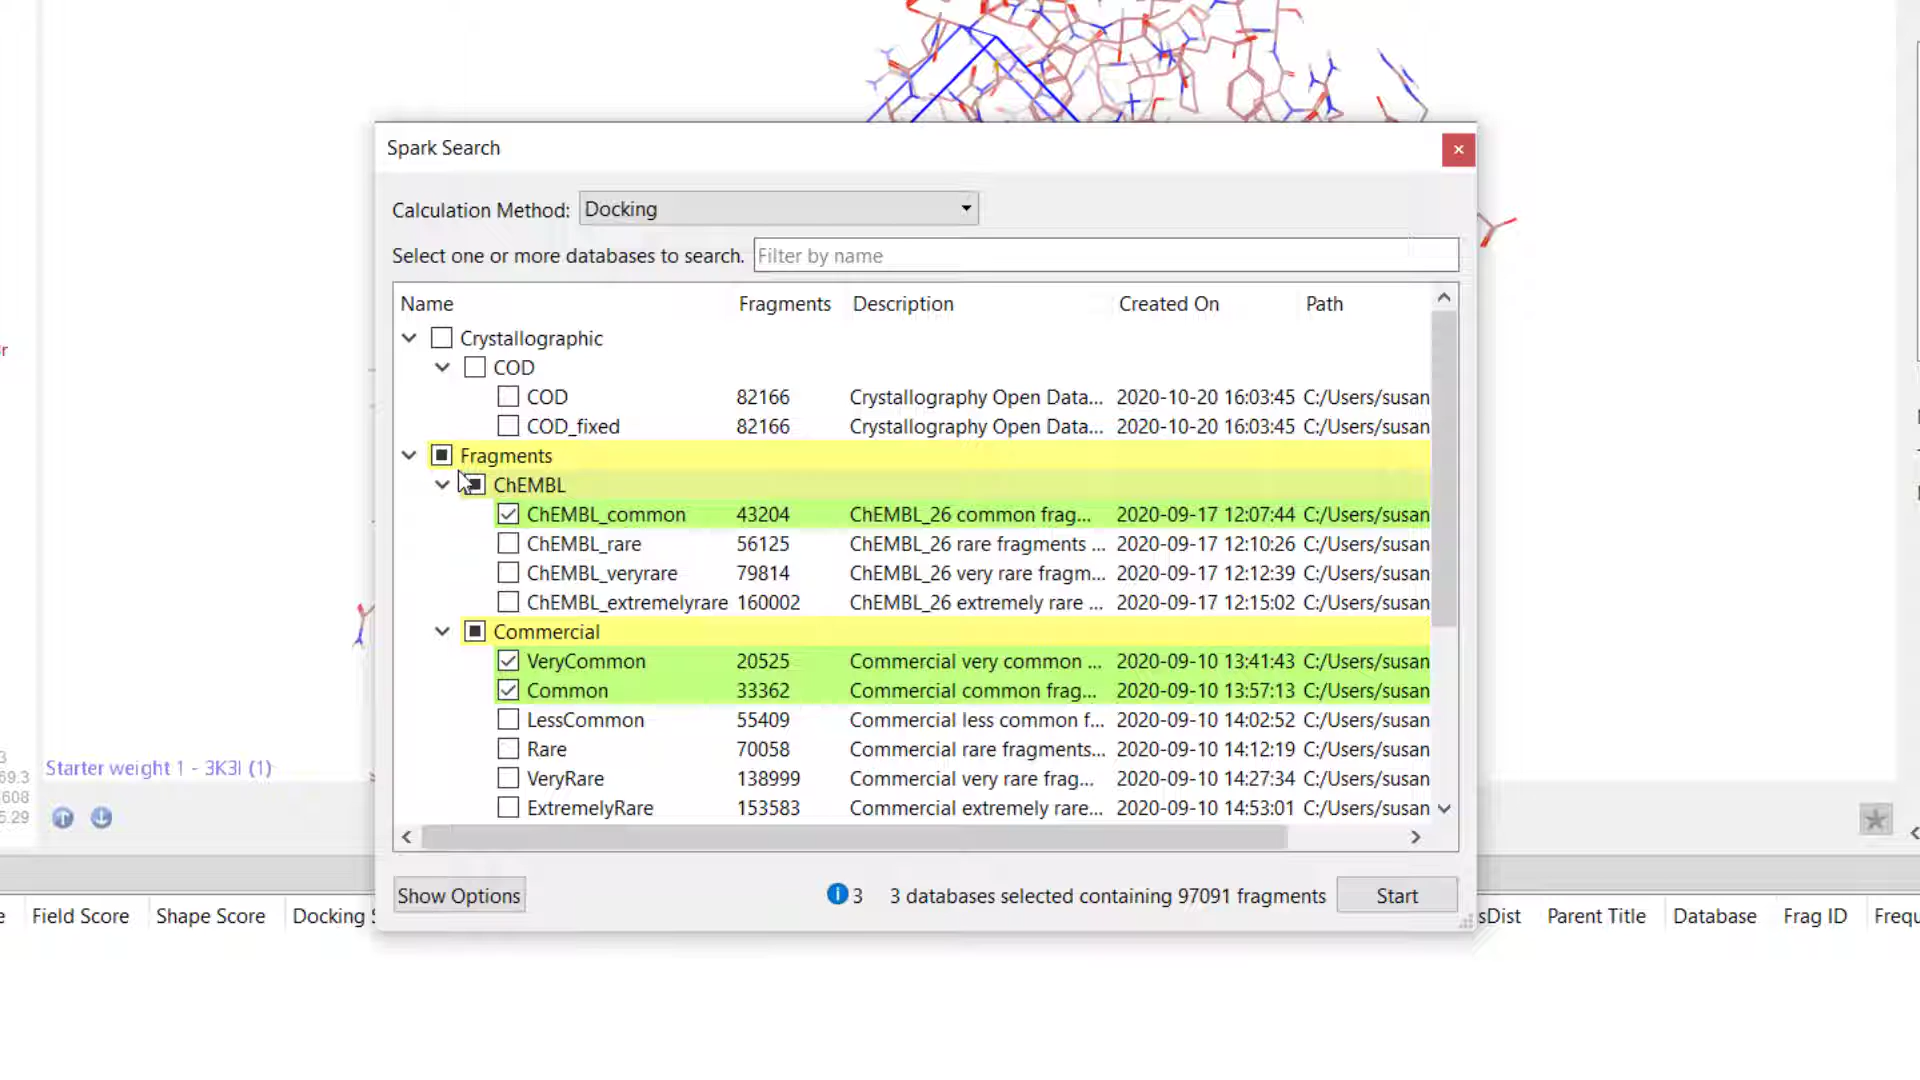 Spark Search
Calculation Method: Docking
Select one or more databases to search. Filter by name
Name Fragments Description Created On Path
Crystallographic
COD
COD 82166 Crystallography Open Data... 2020-10-20 16:03:45 C:/Users/susan
COD_fixed 82166 Crystallography Open Data... 2020-10-20 16:03:45 C:/Users/susan
Fragments
ChEMBL
ChEMBL_common 43204 ChEMBL_26 common frag... 2020-09-17 12:07:44 C:/Users/susan
ChEMBL_rare 56125 ChEMBL_26 rare fragments ... 2020-09-17 12:10:26 C:/Users/susan
ChEMBL_veryrare 79814 ChEMBL_26 very rare fragm... 2020-09-17 12:12:39 C:/Users/susan
ChEMBL_extremelyrare 160002 ChEMBL_26 extremely rare ... 2020-09-17 12:15:02 C:/Users/susan
Commercial
VeryCommon 20525 Commercial very common ... 2020-09-10 13:41:43 C:/Users/susan
Common 33362 Commercial common frag... 2020-09-10 13:57:13 C:/Users/susan
LessCommon 55409 Commercial less common f... 2020-09-10 14:02:52 C:/Users/susan
Rare 70058 Commercial rare fragments... 2020-09-10 14:12:19 C:/Users/susan
VeryRare 138999 Commercial very rare frag... 2020-09-10 14:27:34 C:/Users/susan
ExtremelyRare 153583 Commercial extremely rare... 2020-09-10 14:53:01 C:/Users/susan
3
69.3
608
5.29
Starter weight 1 - 3K3I (1)
Show Options 3 3 databases selected containing 97091 fragments Start
e Field Score Shape Score Docking sDist Parent Title Database Frag ID Frequ